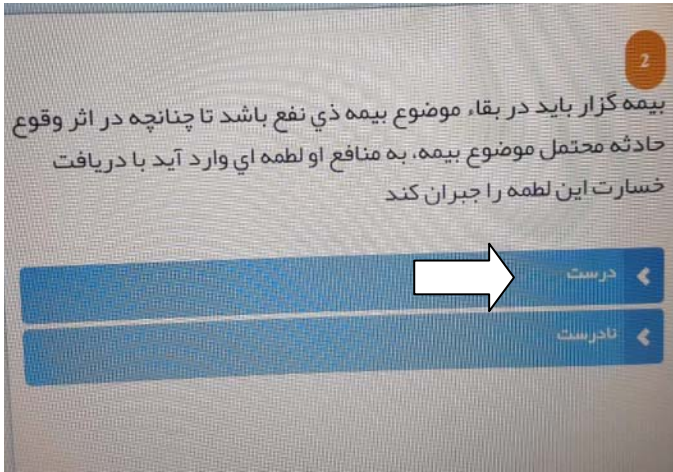 2
بیمه گزار باید در بقاء موضوع بیمه ذي نفع باشد تا چنانچه در اثر وقوع
حادثه محتمل موضوع بیمه، به منافع او لطمه اي وارد آید با دریافت
خسارت این لطمه را جبران کند
درست
نادرست